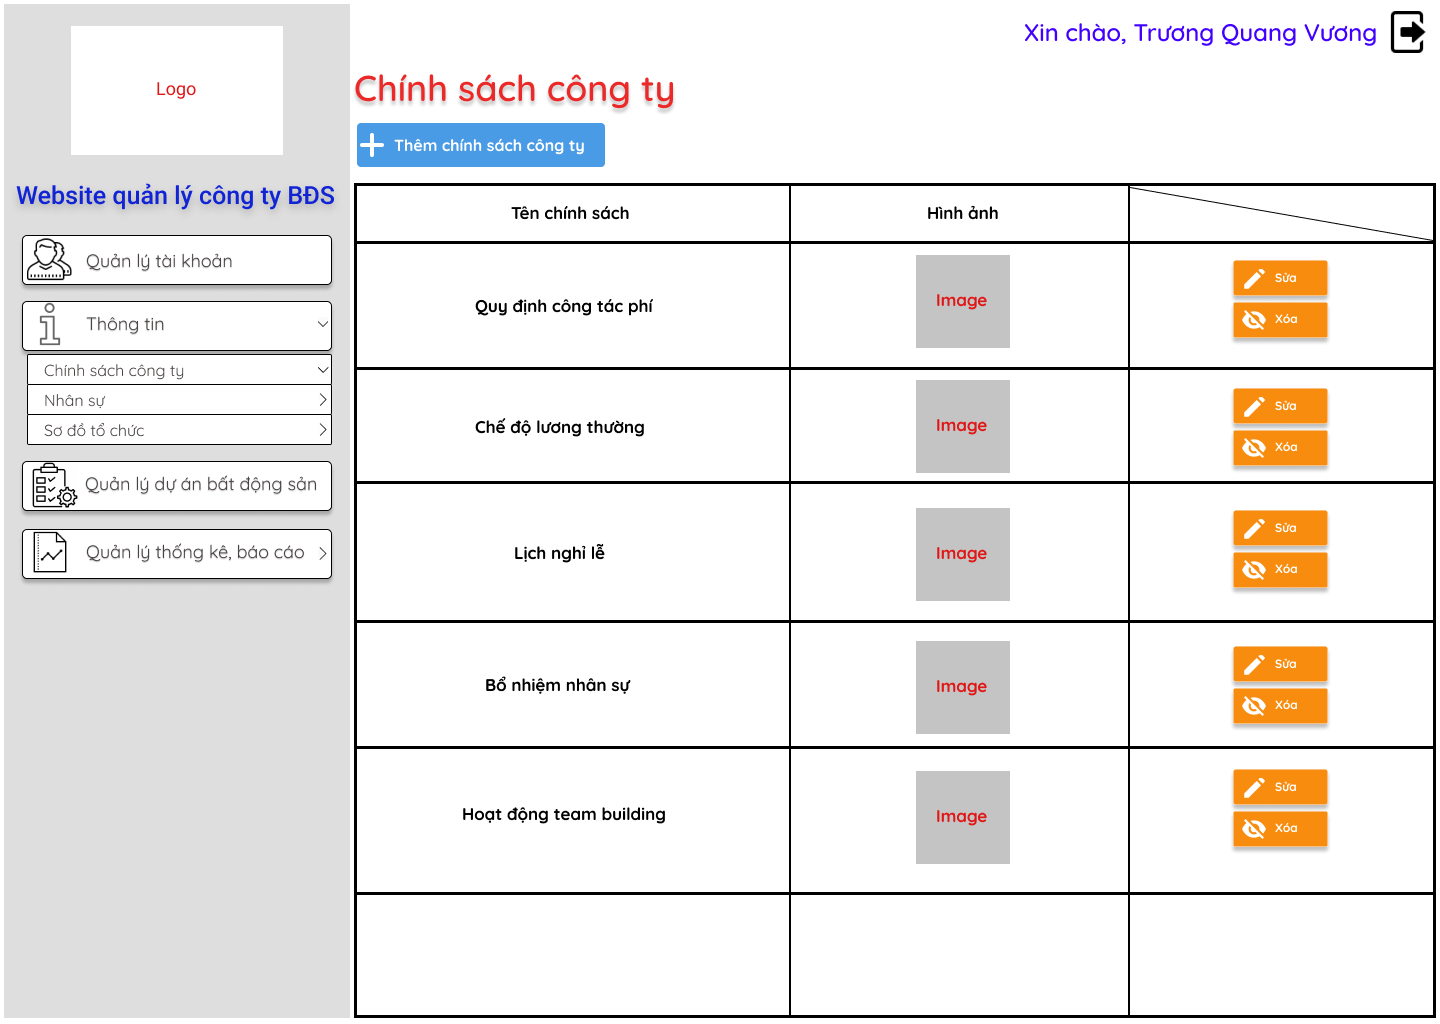 Logo
Website quản lý công ty BĐS
Quản lý tài khoản
Thông tin
Chính sách công ty
Nhân sự
Sơ đồ tổ chức
Quản lý dự án bất động sản
Quản lý thống kê, báo cáo
Xin chào, Trương Quang Vương
Chính sách công ty
Thêm chính sách công ty
Tên chính sách
Hình ảnh
Quy định công tác phí
Image
Sửa
Xóa
Chế độ lương thường
Image
Sửa
Xóa
Lịch nghỉ lễ
Image
Sửa
Xóa
Bổ nhiệm nhân sự
Image
Sửa
Xóa
Hoạt động team building
Image
Sửa
Xóa